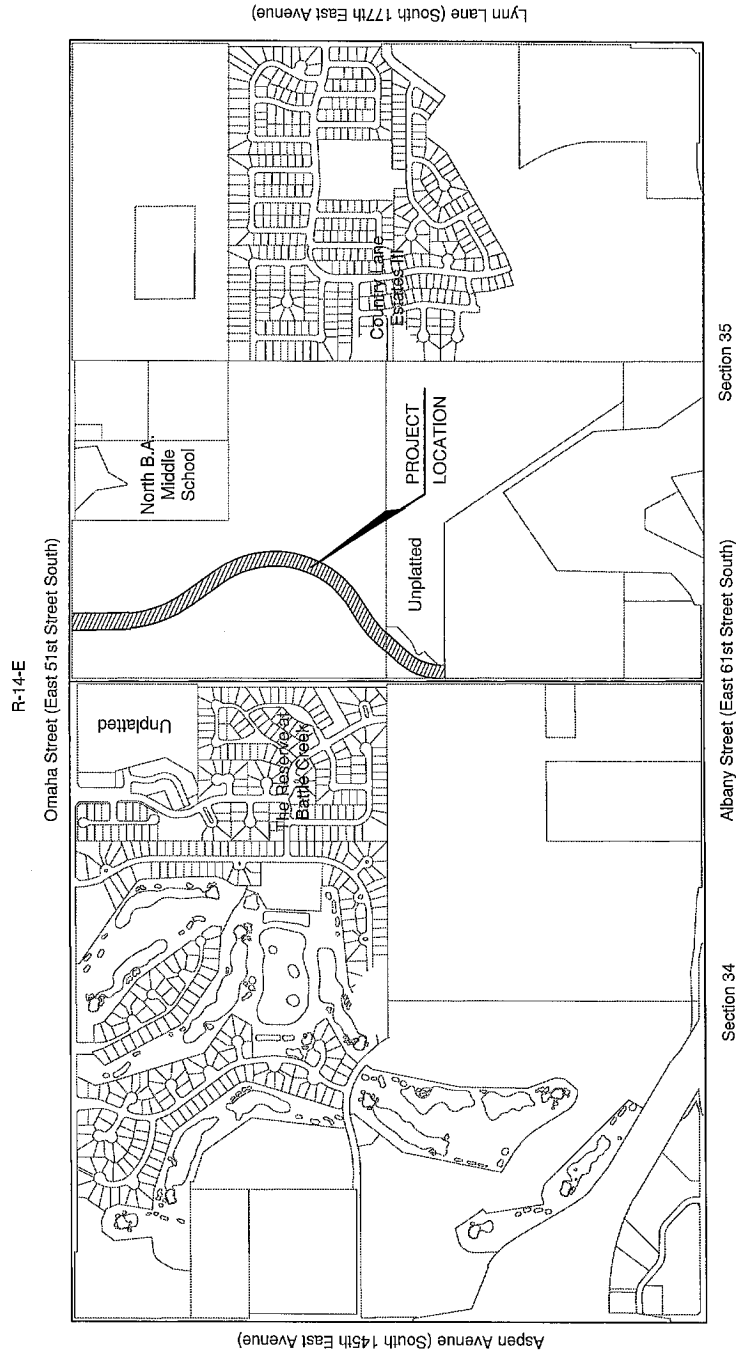 R-14-E
Omaha Street (East 51st Street South)
Aspen Avenue (South 145th East Avenue)
Lynn Lane (South 177th East Avenue)
Unplatted
The Reserve at
Battle Creek
North B.A.
Middle
School
PROJECT
LOCATION
Unplatted
Country Lane
Estates III
Albany Street (East 61st Street South)
Section 34
Section 35